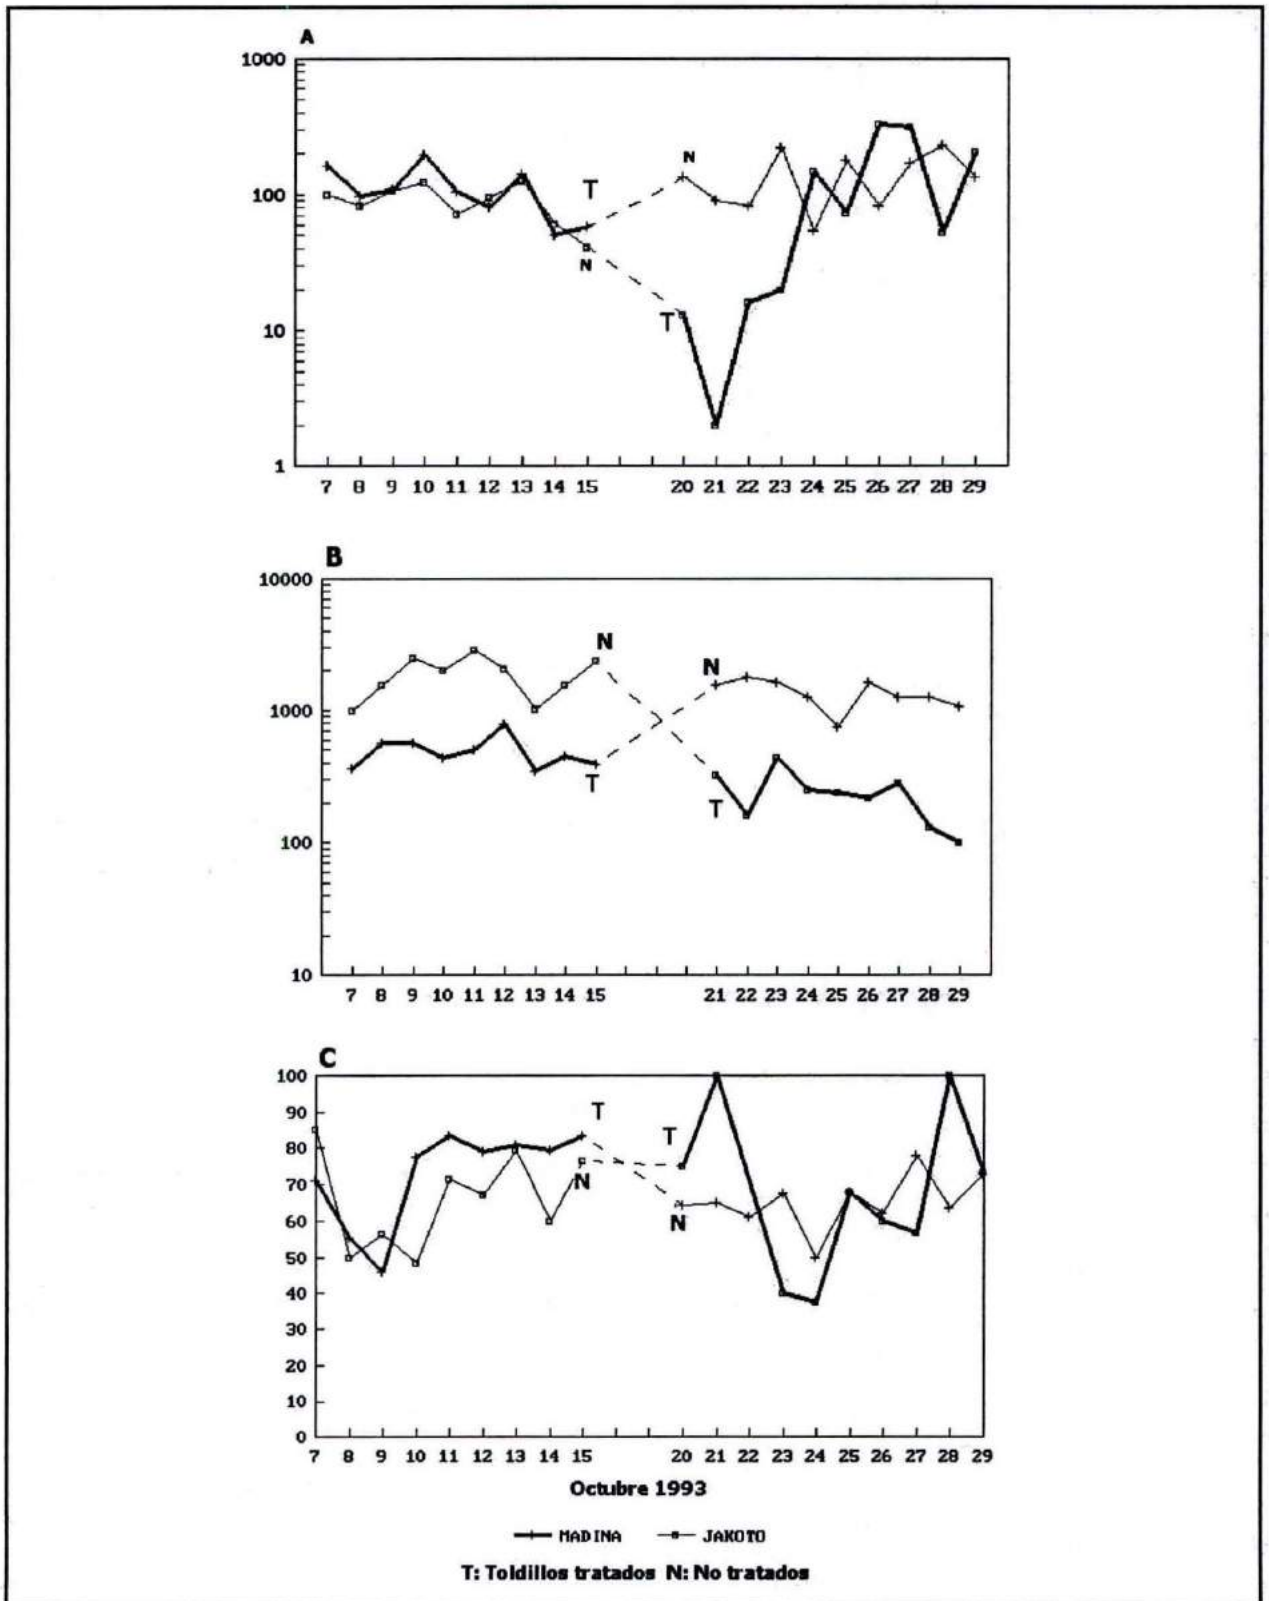 A
1000
T
N
100
N
T
10
1
7 8 9 10 11 12 13 14 15 20 21 22 23 24 25 26 27 28 29
B
10000
N
N
1000
T
T
100
10
7 8 9 10 11 12 13 14 15 21 22 23 24 25 26 27 28 29
C
100
90
T
T
80
70
N
60
N
50
40
30
20
10
0
7 8 9 10 11 12 13 14 15 20 21 22 23 24 25 26 27 28 29
Octubre 1993
MADINA JAKOTO
T: Toldillos tratados N: No tratados